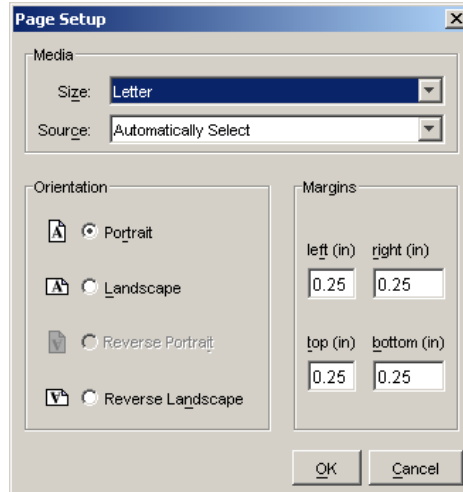 Page Setup
Media
Size: Letter
Source: Automatically Select
Orientation
A Portrait
A Landscape
A Reverse Portrait
A Reverse Landscape
Margins
left (in) right (in)
0.25 0.25
top (in) bottom (in)
0.25 0.25
OK Cancel